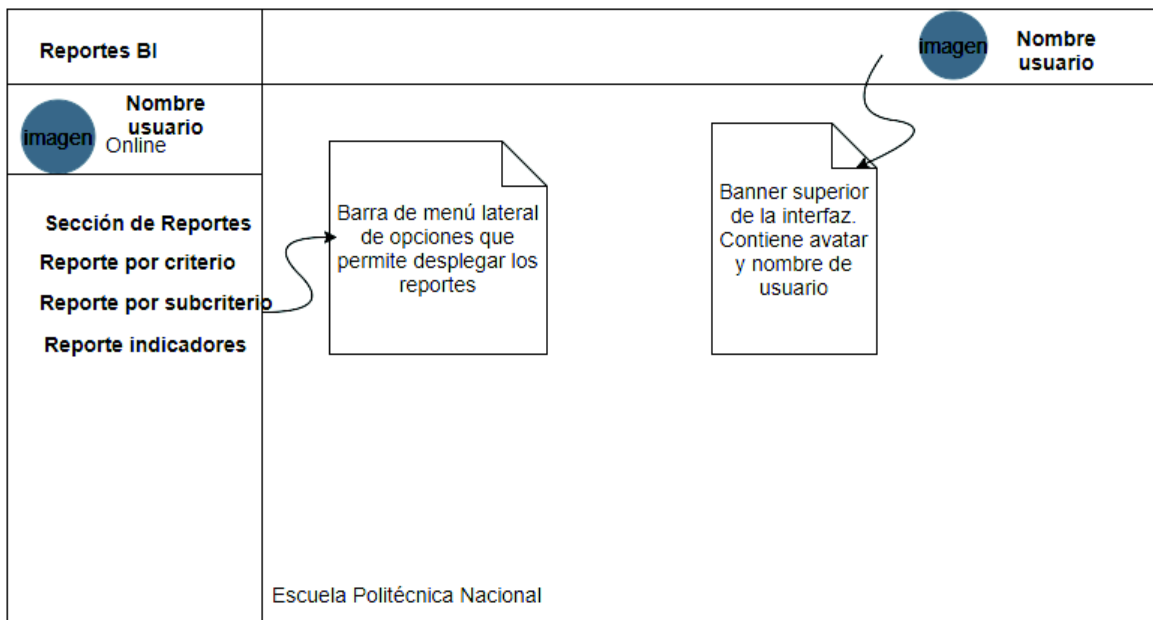 Reportes BI
imagen
Nombre
usuario
imagen
Nombre
usuario
Online
Sección de Reportes
Reporte por criterio
Reporte por subcriterio
Reporte indicadores
Barra de menú lateral
de opciones que
permite desplegar los
reportes
Banner superior
de la interfaz.
Contiene avatar
y nombre de
usuario
Escuela Politécnica Nacional